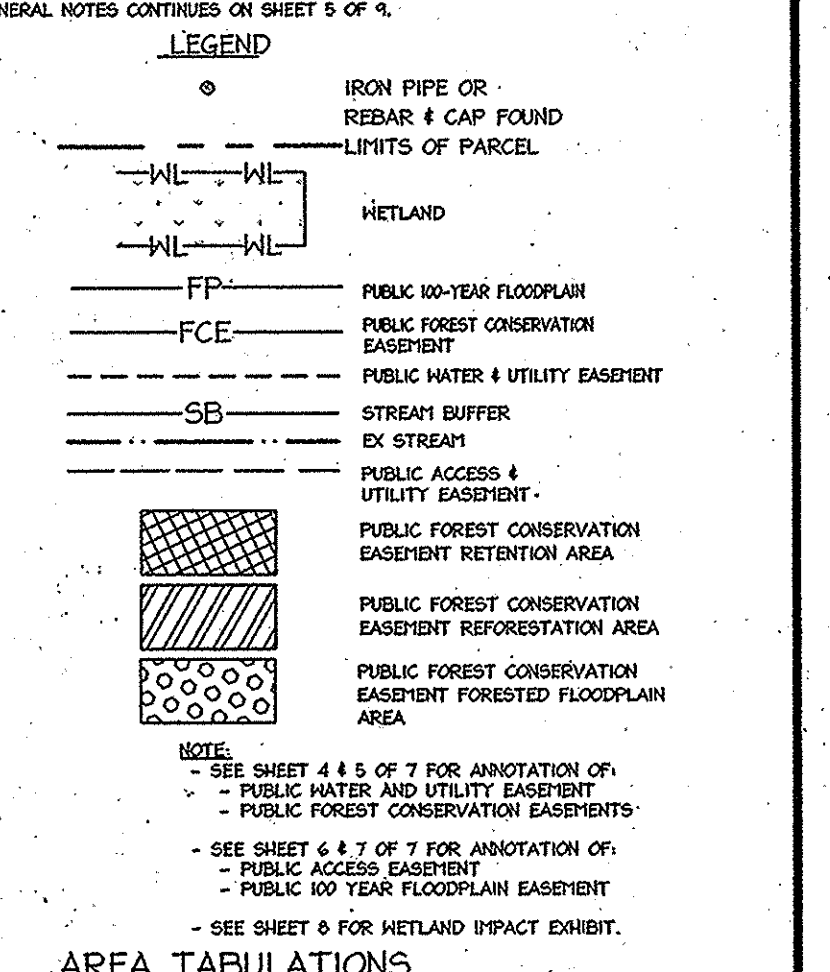 NERAL NOTES CONTINUES ON SHEET 5 OF 9.
LEGEND
IRON PIPE OR
REBAR & CAP FOUND
LIMITS OF PARCEL
WL WL
WETLAND
WL WL
FP
PUBLIC 100-YEAR FLOODPLAIN
FCE
PUBLIC FOREST CONSERVATION
EASEMENT
PUBLIC WATER & UTILITY EASEMENT
SB
STREAM BUFFER
EX STREAM
PUBLIC ACCESS &
UTILITY EASEMENT
PUBLIC FOREST CONSERVATION
EASEMENT RETENTION AREA
PUBLIC FOREST CONSERVATION
EASEMENT REFORESTATION AREA
PUBLIC FOREST CONSERVATION
EASEMENT FORESTED FLOODPLAIN
AREA
NOTE:
- SEE SHEET 4 & 5 OF 7 FOR ANNOTATION OF:
- PUBLIC WATER AND UTILITY EASEMENT
- PUBLIC FOREST CONSERVATION EASEMENTS
- SEE SHEET 6 & 7 OF 7 FOR ANNOTATION OF:
- PUBLIC ACCESS EASEMENT
- PUBLIC 100 YEAR FLOODPLAIN EASEMENT
- SEE SHEET 8 FOR WETLAND IMPACT EXHIBIT.
AREA TABULATIONS